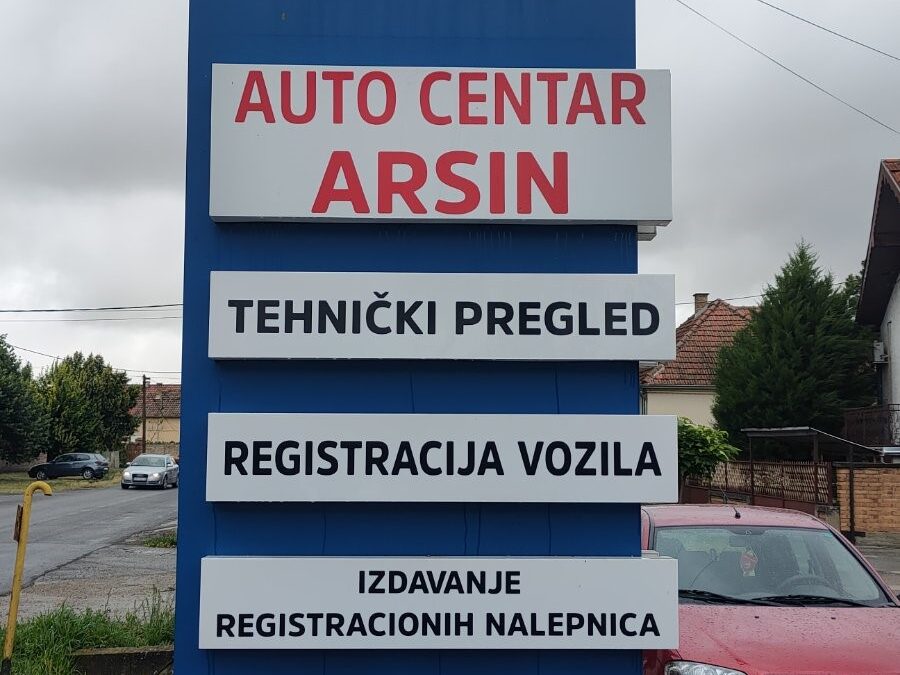 AUTO CENTAR
ARSIN
TEHNIČKI PREGLED
REGISTRACIJA VOZILA
IZDAVANJE
REGISTRACIONIH NALEPNICA